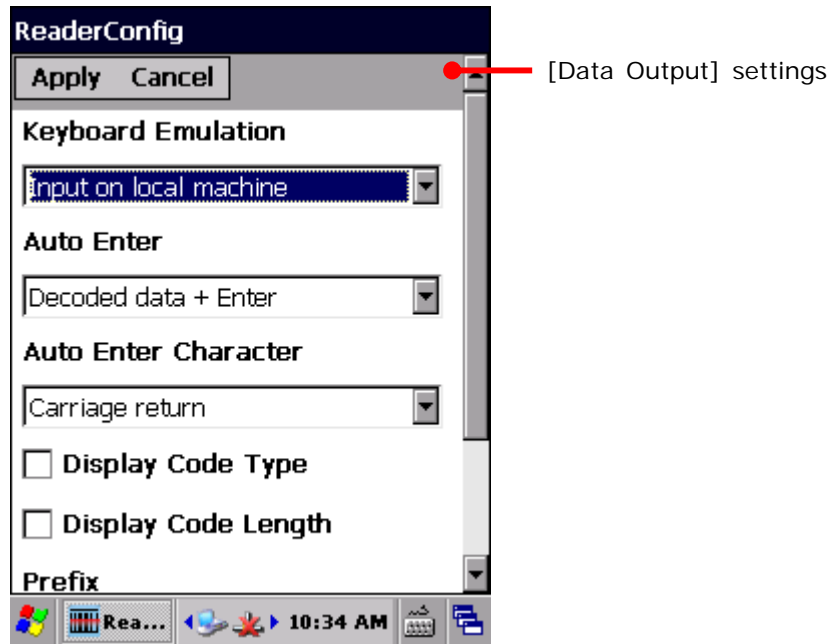 ReaderConfig
Apply Cancel
[Data Output] settings
Keyboard Emulation
Input on local machine
Auto Enter
Decoded data + Enter
Auto Enter Character
Carriage return
Display Code Type
Display Code Length
Prefix
Rea... 10:34 AM